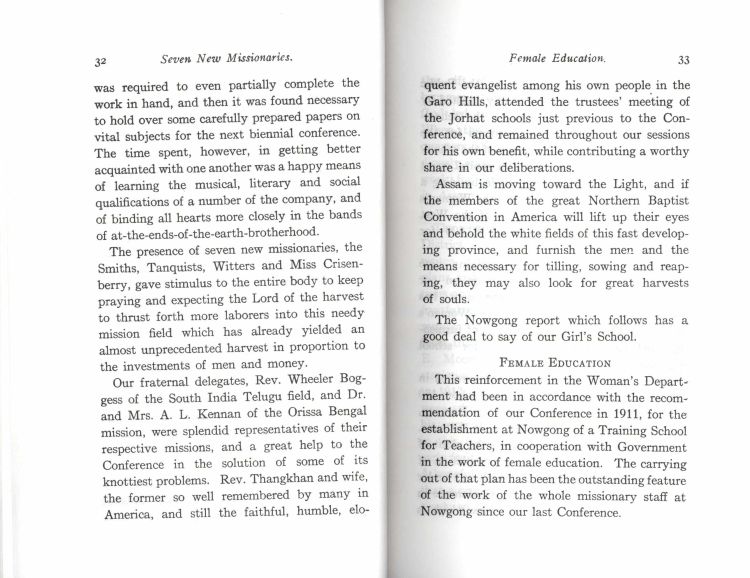 32 Seven New Missionaries.
was required to even partially complete the
work in hand, and then it was found necessary
to hold over some carefully prepared papers on
vital subjects for the next biennial conference.
The time spent, however, in getting better
acquainted with one another was a happy means
of learning the musical, literary and social
qualifications of a number of the company, and
of binding all hearts more closely in the bands
of at-the-ends-of-the-earth-brotherhood.
The presence of seven new missionaries, the
Smiths, Tanquists, Witters and Miss Crisen-
berry, gave stimulus to the entire body to keep
praying and expecting the Lord of the harvest
to thrust forth more laborers into this needy
mission field which has already yielded an
almost unprecedented harvest in proportion to
the investments of men and money.
Our fraternal delegates, Rev. Wheeler Bog-
gess of the South India Telugu field, and Dr.
and Mrs. A. L. Kennan of the Orissa Bengal
mission, were splendid representatives of their
respective missions, and a great help to the
Conference in the solution of some of its
knottiest problems. Rev. Thangkhan and wife,
the former so well remembered by many in
America, and still the faithful, humble, elo-
Female Education. 33
quent evangelist among his own people in the
Garo Hills, attended the trustees' meeting of
the Jorhat schools just previous to the Con-
ference, and remained throughout our sessions
for his own benefit, while contributing a worthy
share in our deliberations.
Assam is moving toward the Light, and if
the members of the great Northern Baptist
Convention in America will lift up their eyes
and behold the white fields of this fast develop-
ing province, and furnish the men and the
means necessary for tilling, sowing and reap-
ing, they may also look for great harvests
of souls.
The Nowgong report which follows has a
good deal to say of our Girl's School.
FEMALE EDUCATION
This reinforcement in the Woman's Depart-
ment had been in accordance with the recom-
mendation of our Conference in 1911, for the
establishment at Nowgong of a Training School
for Teachers, in cooperation with Government
in the work of female education. The carrying
out of that plan has been the outstanding feature
of the work of the whole missionary staff at
Nowgong since our last Conference.